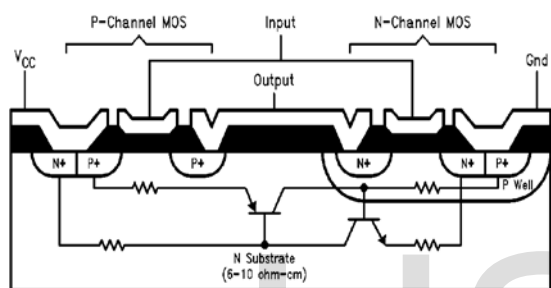 P-Channel MOS Input N-Channel MOS
VCC Output Gnd
N+ P+ P+ N+ N+ P+
P Well
N Substrate
(6-10 ohm-cm)